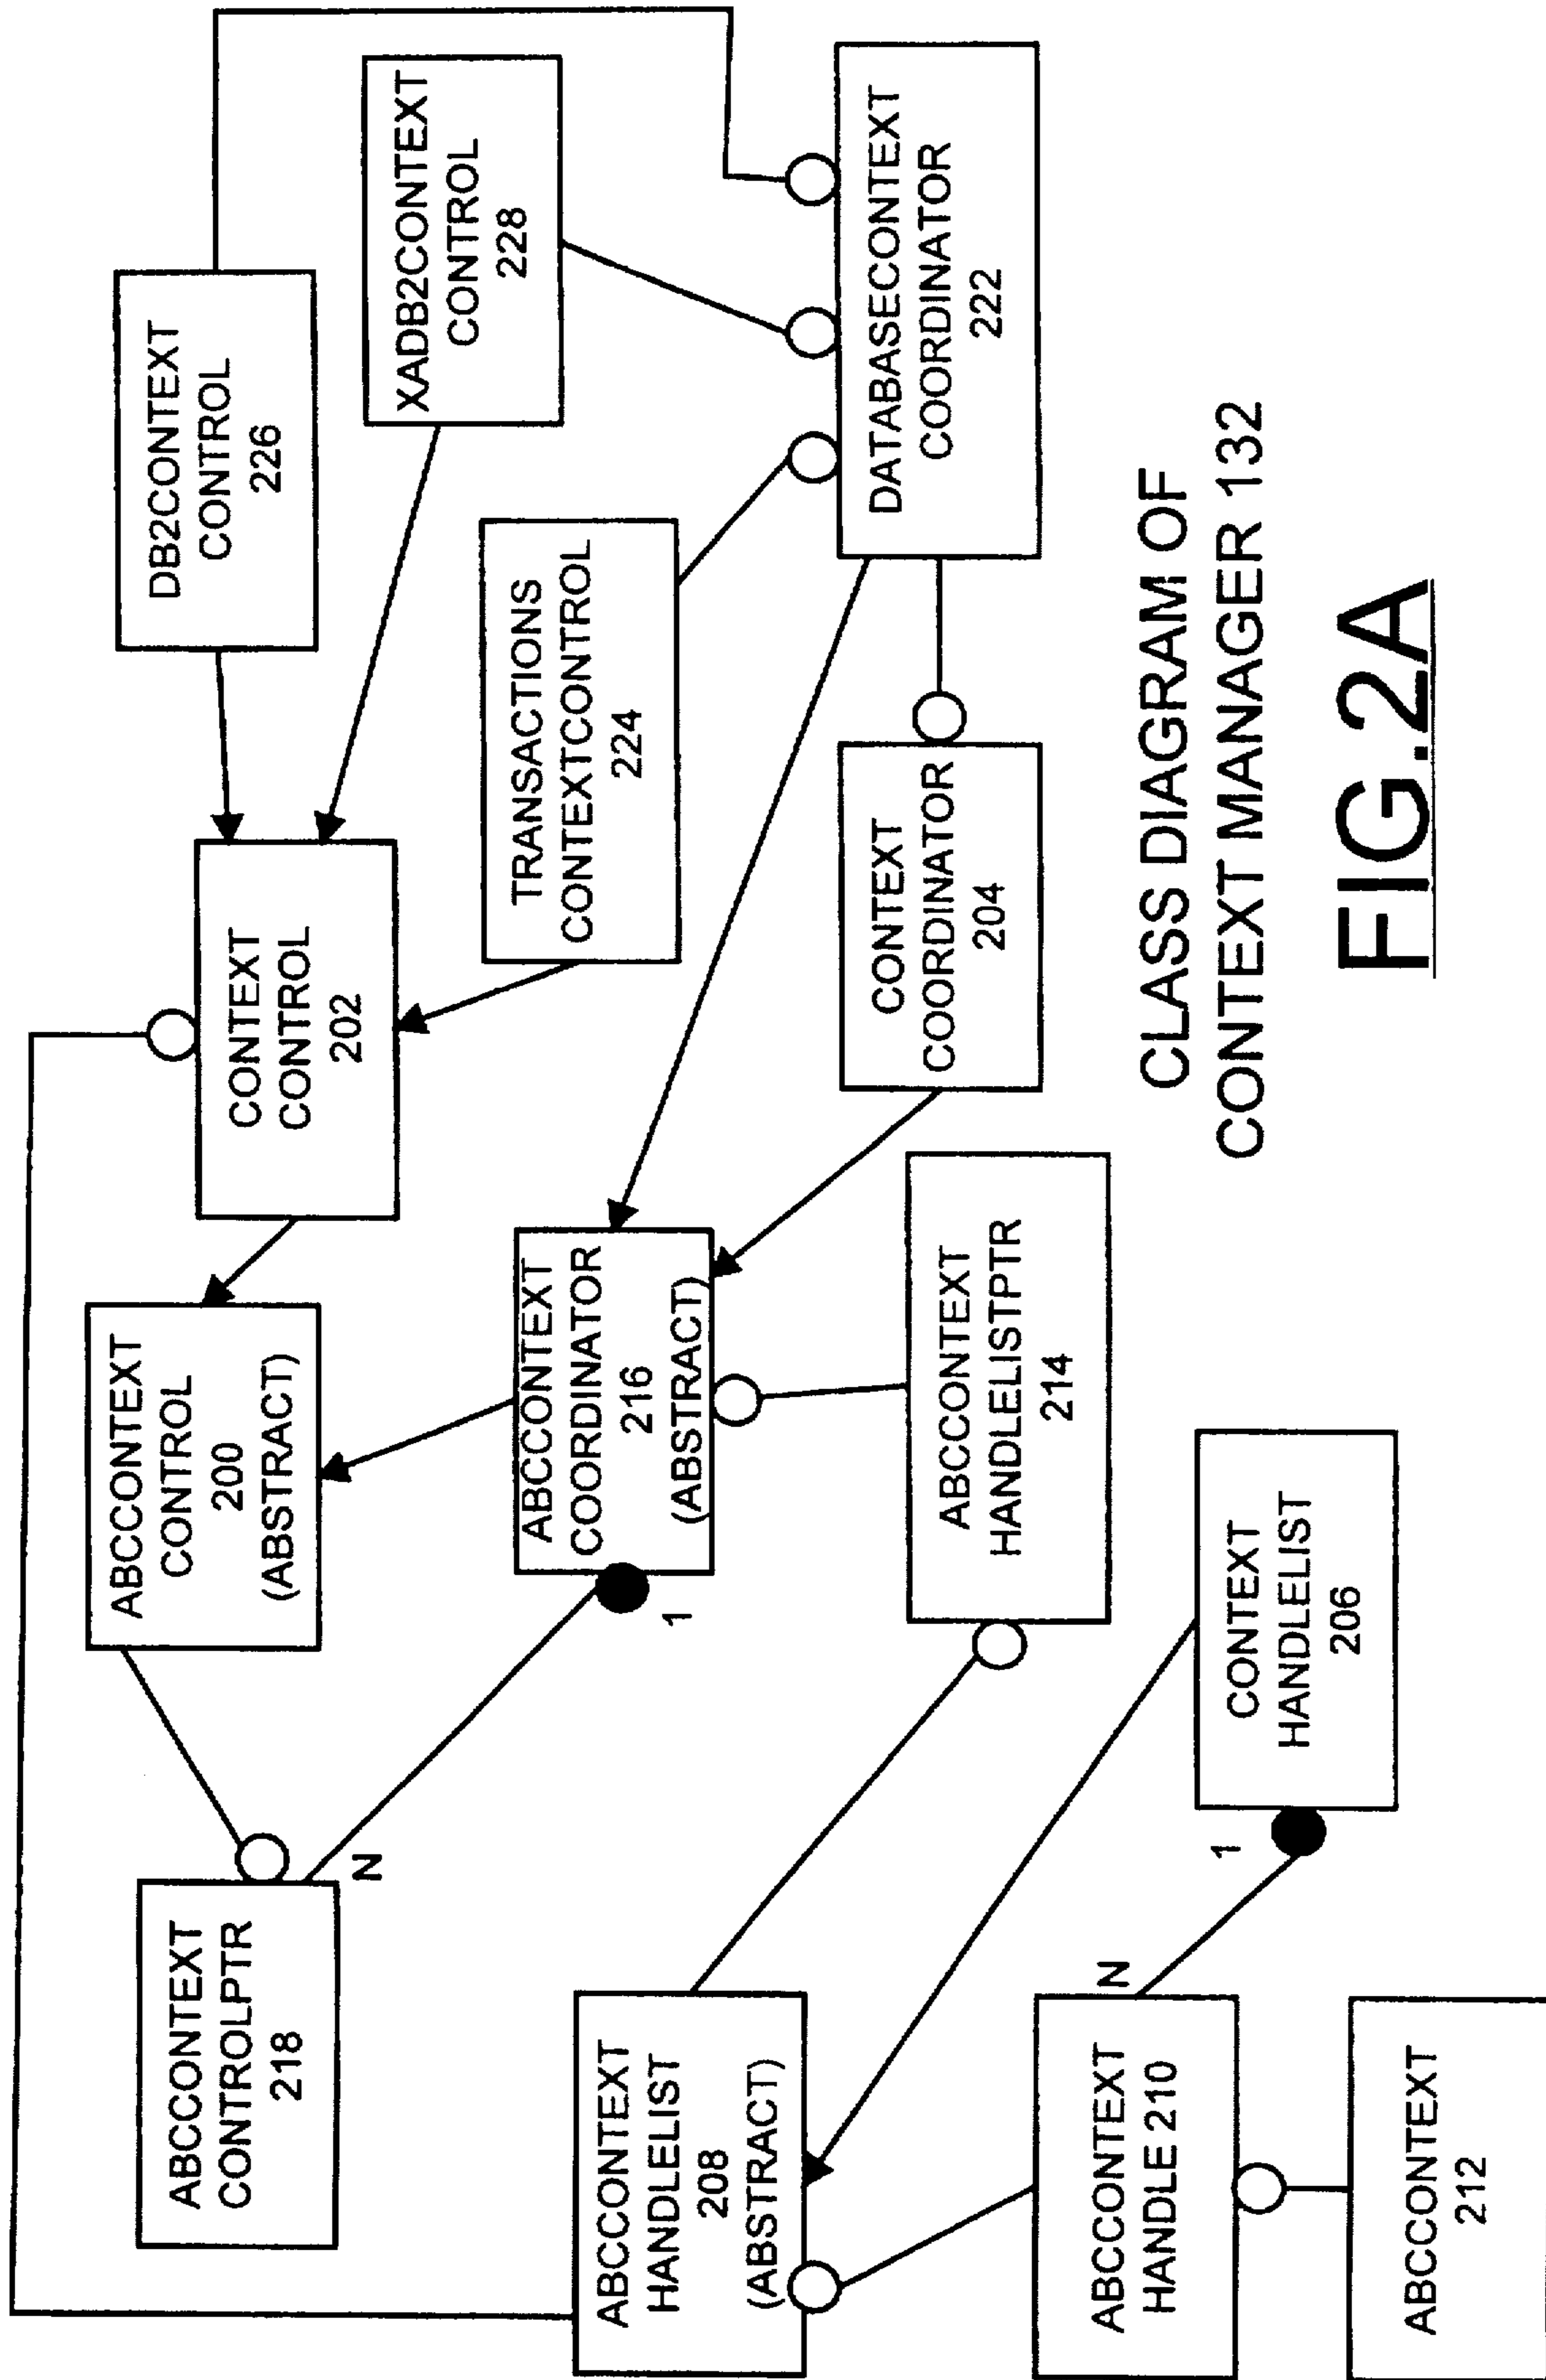 ABCCONTEXT
CONTROLPTR
218
N
ABCCONTEXT
CONTROL
200
(ABSTRACT)
CONTEXT
CONTROL
202
DB2CONTEXT
CONTROL
226
XADB2CONTEXT
CONTROL
228
TRANSACTIONS
CONTEXTCONTROL
224
ABCCONTEXT
HANDLELIST
208
(ABSTRACT)
1
ABCCONTEXT
COORDINATOR
216
(ABSTRACT)
CONTEXT
COORDINATOR
204
DATABASECONTEXT
COORDINATOR
222
ABCCONTEXT
HANDLELISTPTR
214
ABCCONTEXT
HANDLE 210
N
1
CONTEXT
HANDLELIST
206
ABCCONTEXT
212
CLASS DIAGRAM OF
CONTEXT MANAGER 132
FIG.2A